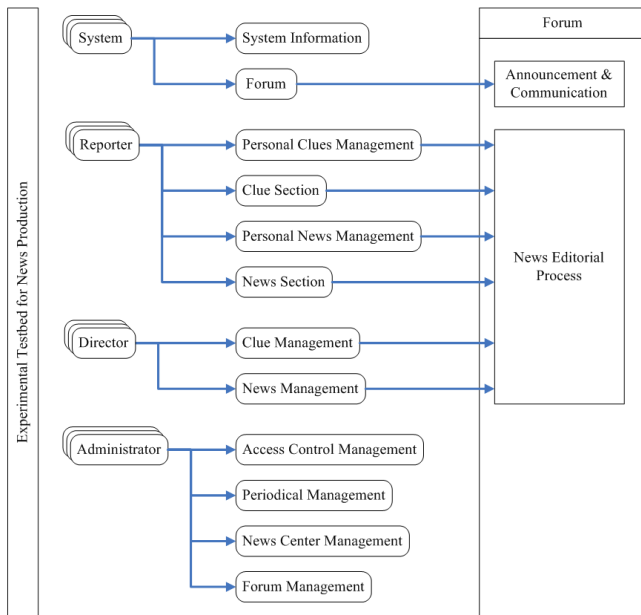 Experimental Testbed for News Production
System
System Information
Forum
Forum
Announcement &
Communication
Reporter
Personal Clues Management
Clue Section
Personal News Management
News Section
News Editorial
Process
Director
Clue Management
News Management
Administrator
Access Control Management
Periodical Management
News Center Management
Forum Management